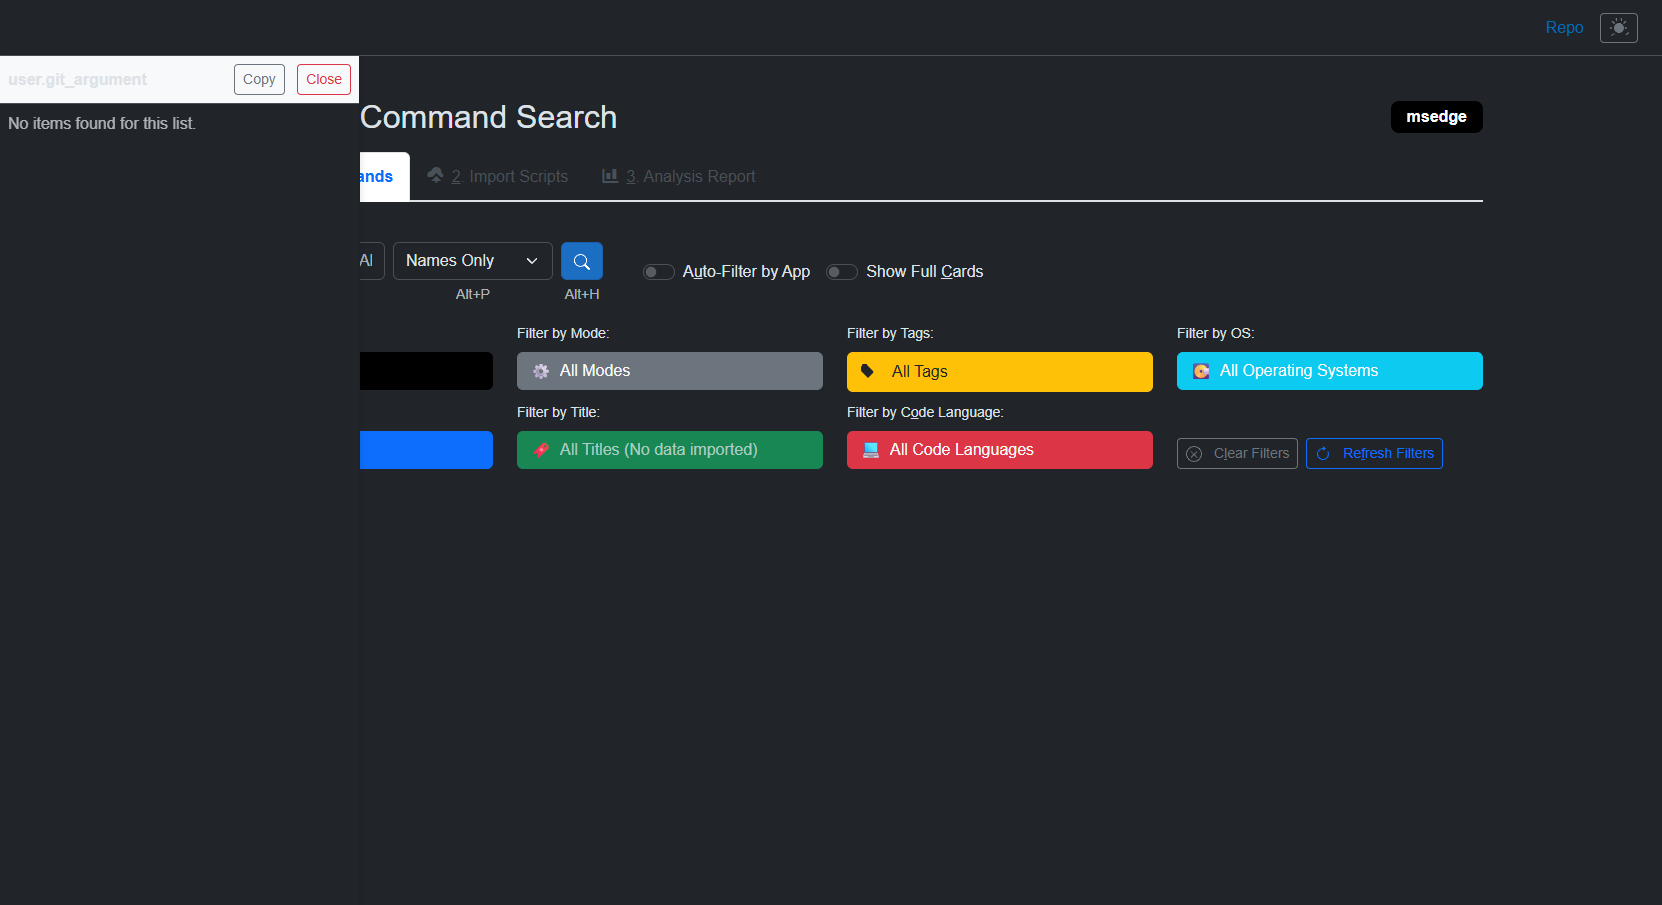 Repo
user.git_argument
Copy
Close
No items found for this list.
Command Search
msedge
ands
2. Import Scripts
3. Analysis Report
Al
Names Only
Auto-Filter by App
Show Full Cards
Alt+P
Alt+H
Filter by Mode:
Filter by Tags:
Filter by OS:
All Modes
All Tags
All Operating Systems
Filter by Title:
Filter by Code Language:
All Titles (No data imported)
All Code Languages
Clear Filters
Refresh Filters